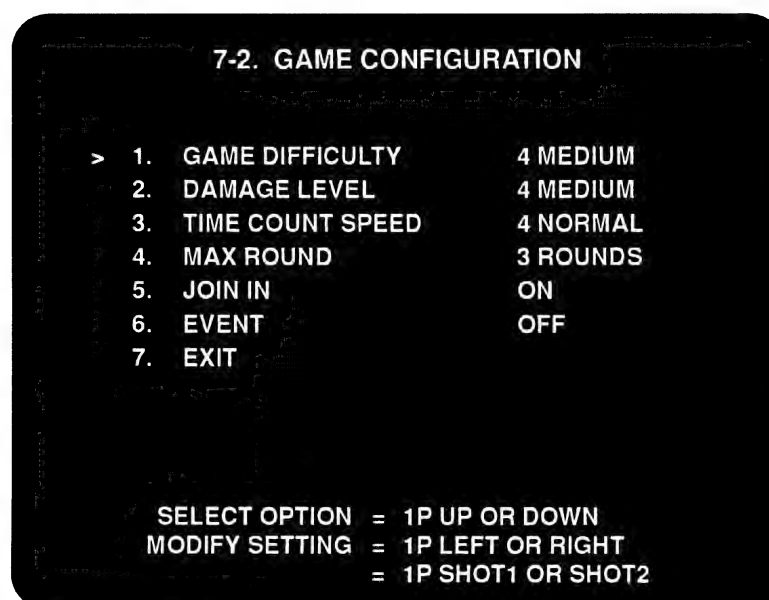 7-2. GAME CONFIGURATION
> 1. GAME DIFFICULTY 4 MEDIUM
2. DAMAGE LEVEL 4 MEDIUM
3. TIME COUNT SPEED 4 NORMAL
4. MAX ROUND 3 ROUNDS
5. JOIN IN ON
6. EVENT OFF
7. EXIT
SELECT OPTION = 1P UP OR DOWN
MODIFY SETTING = 1P LEFT OR RIGHT
= 1P SHOT1 OR SHOT2